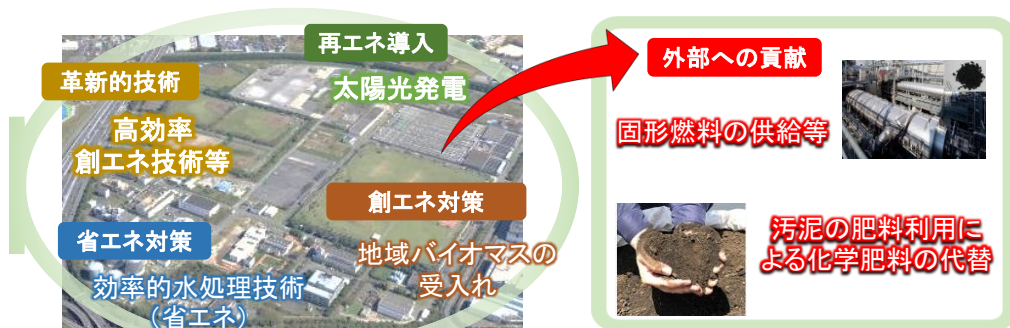 再エネ導入
太陽光発電
革新的技術
高効率
創エネ技術等
創エネ対策
地域バイオマスの
受入れ
省エネ対策
効率的水処理技術
（省エネ）
外部への貢献
固形燃料の供給等
汚泥の肥料利用に
よる化学肥料の代替